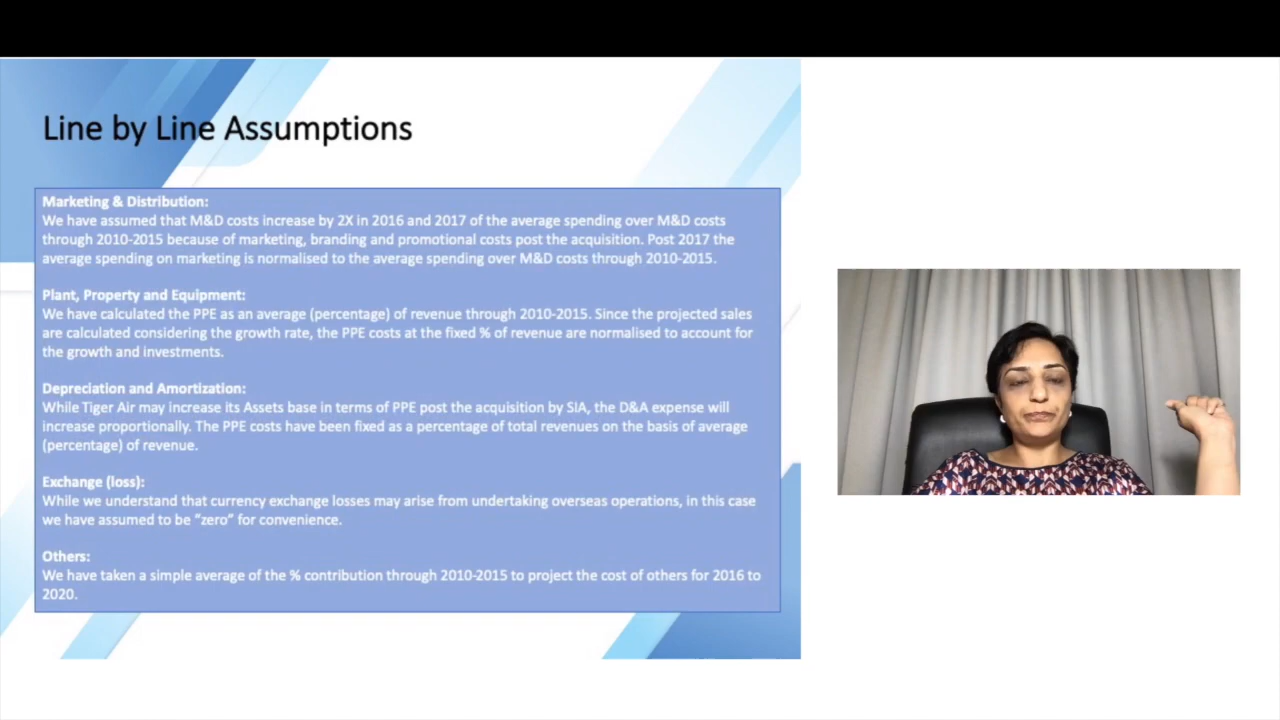 Line by Line Assumptions
Marketing & Distribution:
We have assumed that M&D costs increase by 2X in 2016 and 2017 of the average spending over M&D costs
through 2010-2015 because of marketing, branding and promotional costs post the acquisition. Post 2017 the
average spending on marketing is normalised to the average spending over M&D costs through 2010-2015.
Plant, Property and Equipment:
We have calculated the PPE as an average (percentage) of revenue through 2010-2015. Since the projected sales
are calculated considering the growth rate, the PPE costs at the fixed % of revenue are normalised to account for
the growth and investments.
Depreciation and Amortization:
While Tiger Air may increase its Assets base in terms of PPE post the acquisition by SIA, the D&A expense will
increase proportionally. The PPE costs have been fixed as a percentage of total revenues on the basis of average
(percentage) of revenue.
Exchange (loss):
While we understand that currency exchange losses may arise from undertaking overseas operations, in this case
we have assumed to be "zero" for convenience.
Others:
We have taken a simple average of the % contribution through 2010-2015 to project the cost of others for 2016 to
2020.